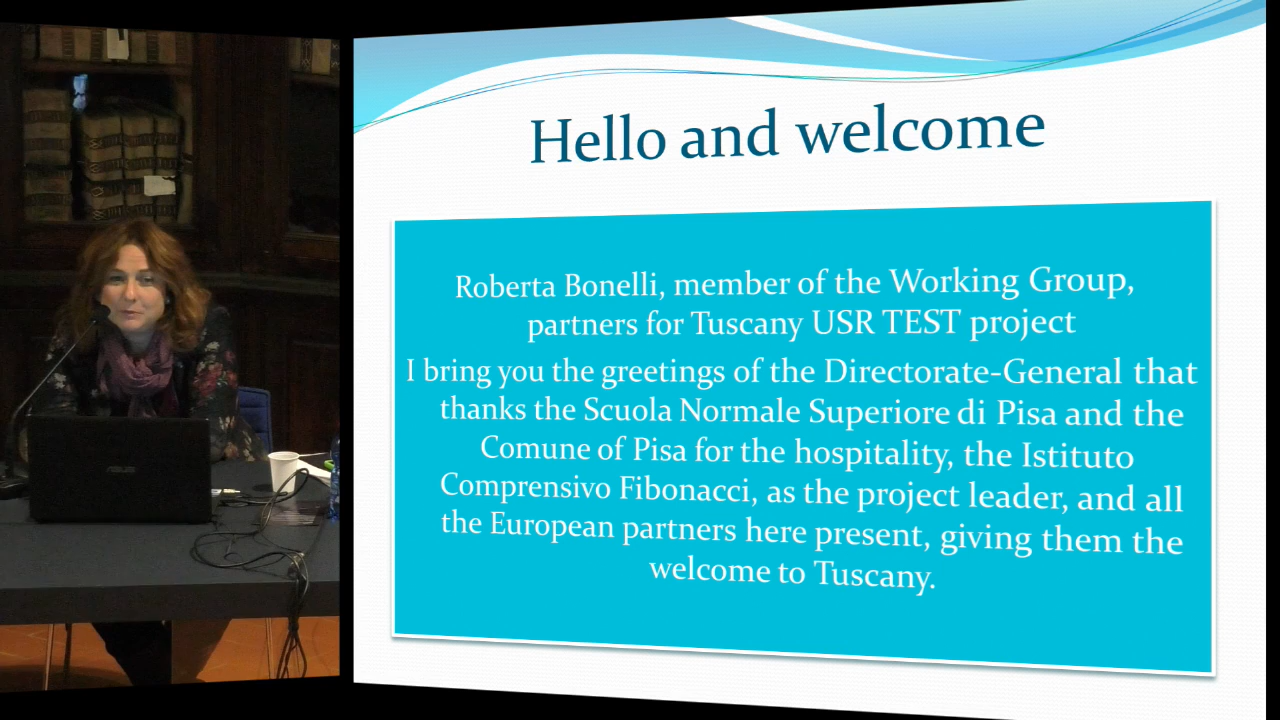 Hello and welcome
Roberta Bonelli, member of the Working Group,
partners for Tuscany USR TEST project
I bring you the greetings of the Directorate-General that
thanks the Scuola Normale Superiore di Pisa and the
Comune of Pisa for the hospitality, the Istituto
Comprensivo Fibonacci, as the project leader, and all
the European partners here present, giving them the
welcome to Tuscany.
ASUS